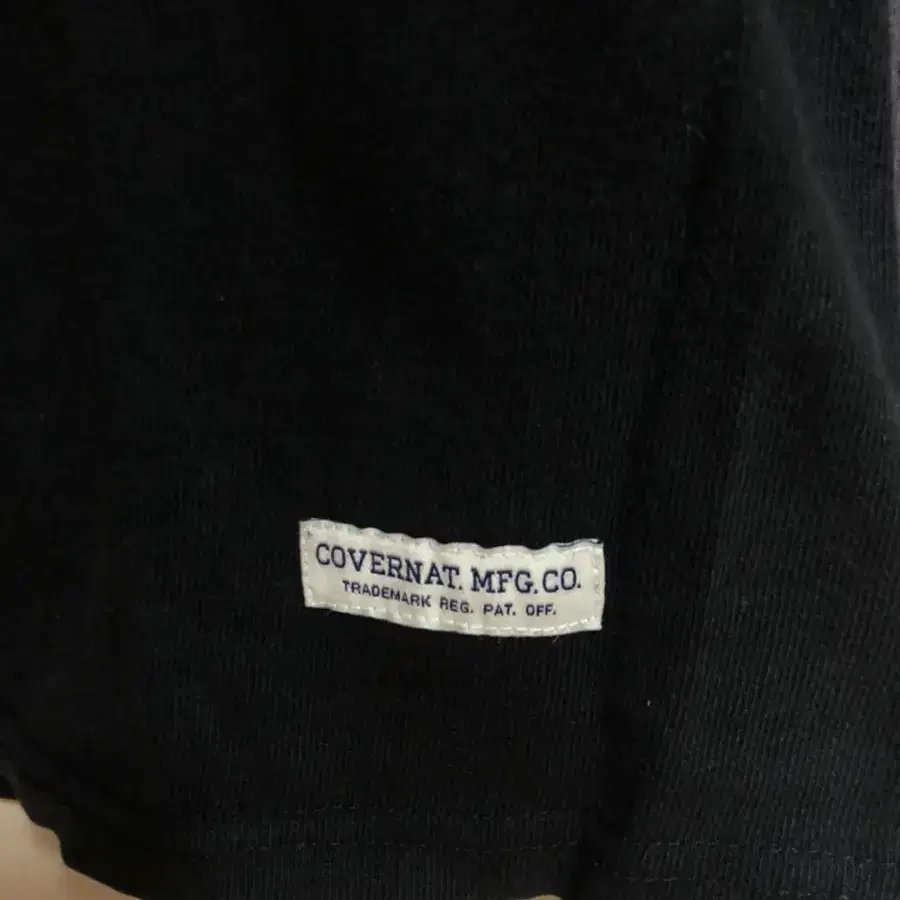 COVERNAT. MFG.CO.
TRADEMARK REG. PAT. OFF.